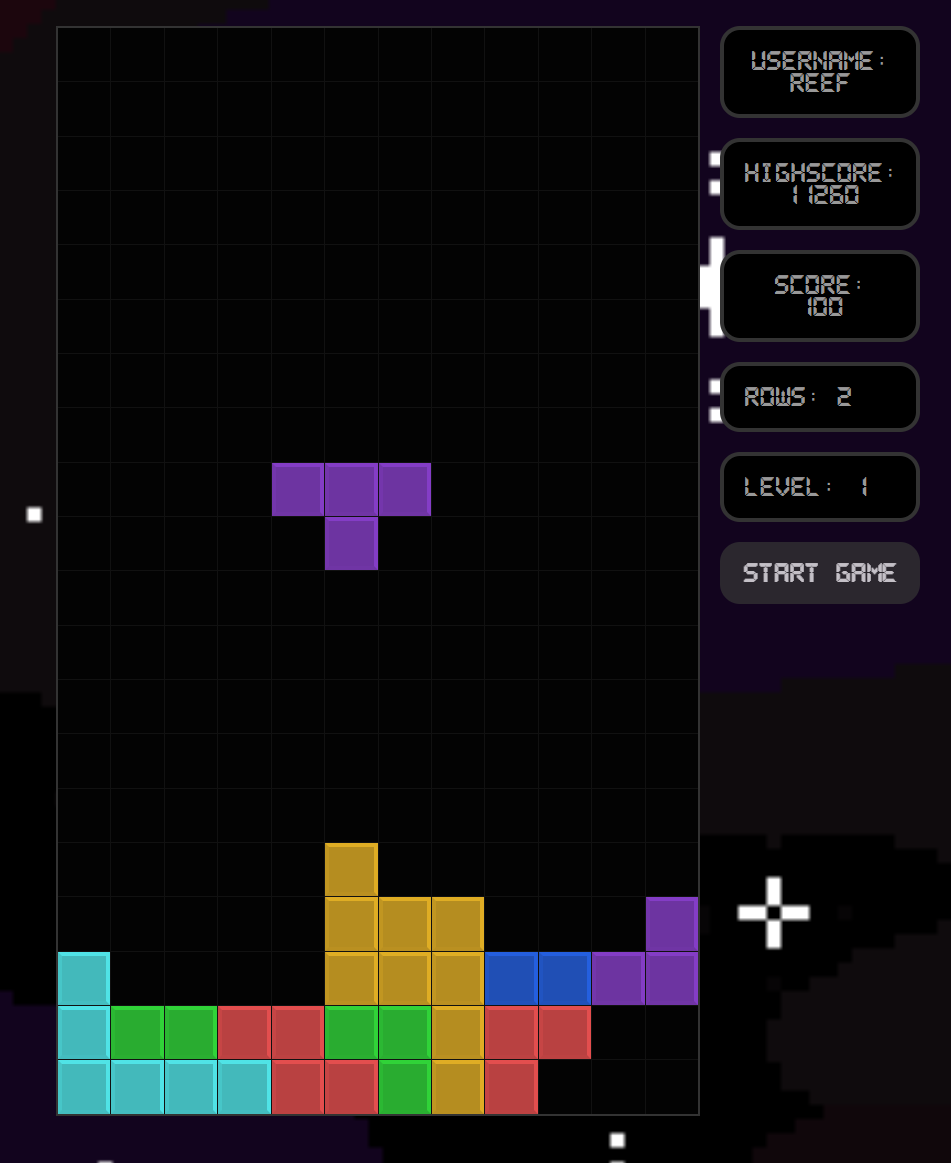 USERNAME:
REEF
HIGHSCORE:
11260
SCORE:
100
ROWS: 2
LEVEL: 1
START GAME